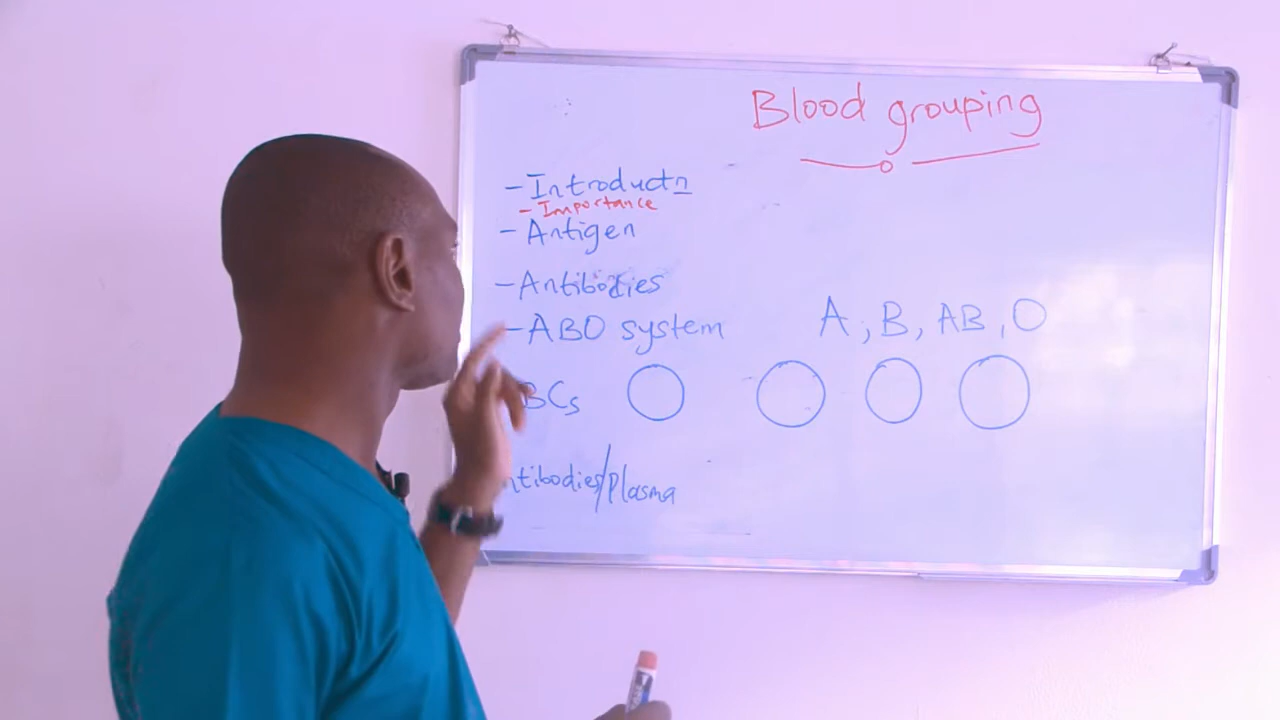 Blood grouping
- Introductn
- Importance
- Antigen
- Antibodies
- ABO system
A, B, AB, O
BCs
ntibodies/plasma